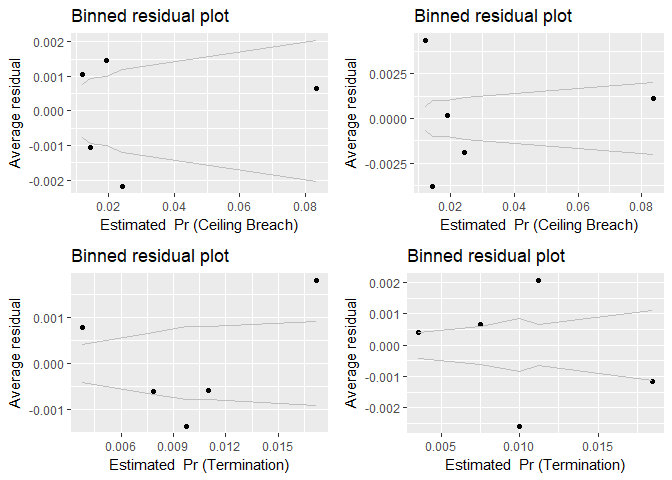 Binned residual plot
0.002
0.001
0.000
-0.001
-0.002
Average residual
0.02
0.04
0.06
0.08
Estimated Pr (Ceiling Breach)
Binned residual plot
0.0025
0.0000
-0.0025
Average residual
0.02
0.04
0.06
0.08
Estimated Pr (Ceiling Breach)
Binned residual plot
0.001
0.000
-0.001
Average residual
0.006
0.009
0.012
0.015
Estimated Pr (Termination)
Binned residual plot
0.002
0.001
0.000
-0.001
-0.002
Average residual
0.005
0.010
0.015
Estimated Pr (Termination)